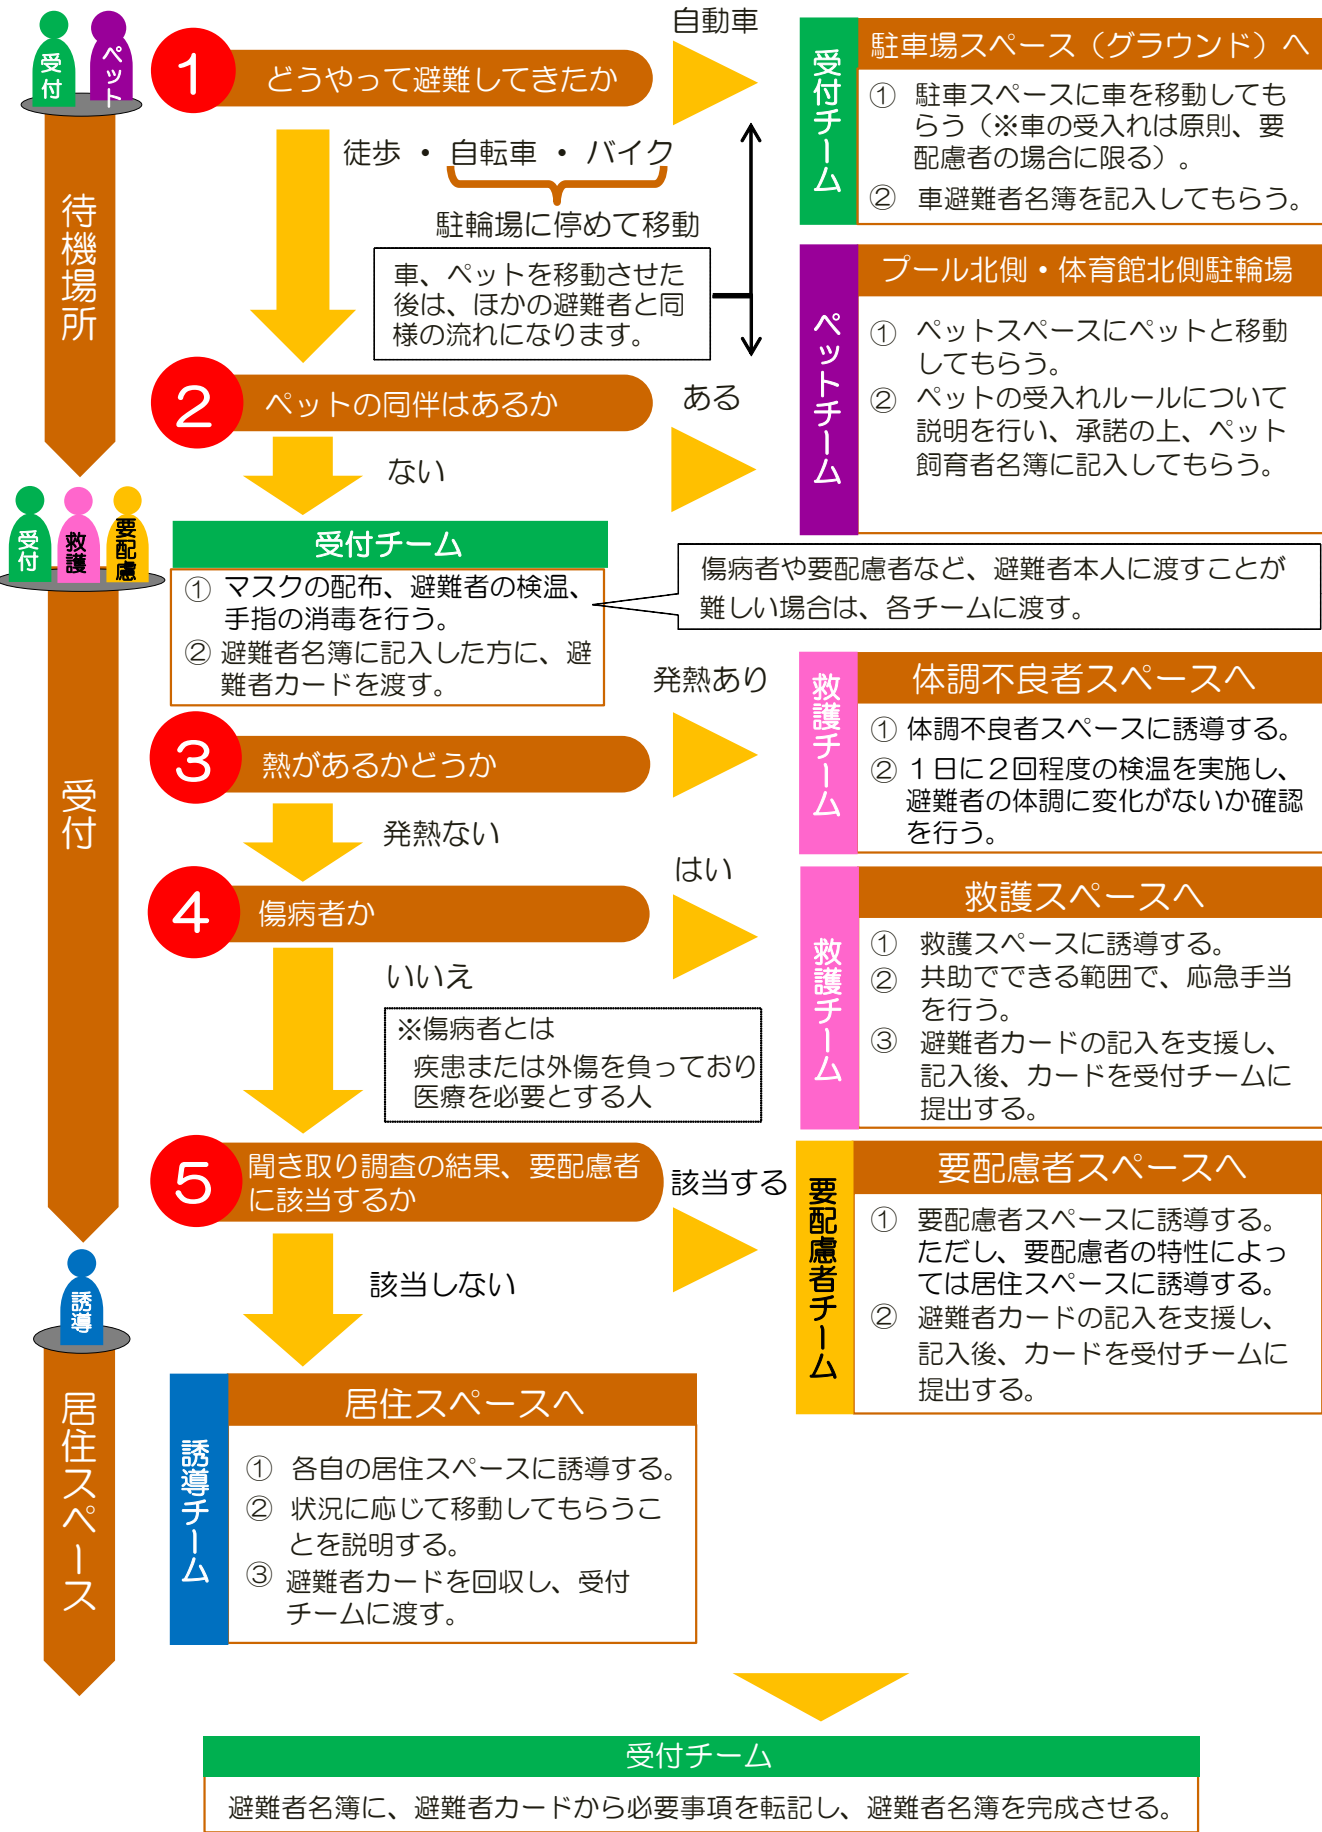 受付
ペット
待機場所
1
どうやって避難してきたか
自動車
徒歩 ・ 自転車 ・ バイク
駐輪場に停めて移動
車、ペットを移動させた
後は、ほかの避難者と同
様の流れになります。
受付チーム
駐車場スペース（グラウンド）へ
① 駐車スペースに車を移動しても
らう（※車の受入れは原則、要
配慮者の場合に限る）。
② 車避難者名簿を記入してもらう。
2
ペットの同伴はあるか
ある
ない
ペットチーム
プール北側・体育館北側駐輪場
① ペットスペースにペットと移動
してもらう。
② ペットの受入れルールについて
説明を行い、承諾の上、ペット
飼育者名簿に記入してもらう。
受付
救護
要配慮
受付
受付チーム
① マスクの配布、避難者の検温、
手指の消毒を行う。
② 避難者名簿に記入した方に、避
難者カードを渡す。
傷病者や要配慮者など、避難者本人に渡すことが
難しい場合は、各チームに渡す。
3
熱があるかどうか
発熱あり
発熱ない
救護チーム
体調不良者スペースへ
① 体調不良者スペースに誘導する。
② １日に２回程度の検温を実施し、
避難者の体調に変化がないか確認
を行う。
4
傷病者か
はい
いいえ
※傷病者とは
疾患または外傷を負っており
医療を必要とする人
救護チーム
救護スペースへ
① 救護スペースに誘導する。
② 共助でできる範囲で、応急手当
を行う。
③ 避難者カードの記入を支援し、
記入後、カードを受付チームに
提出する。
5
聞き取り調査の結果、要配慮者
に該当するか
該当する
該当しない
要配慮者チーム
要配慮者スペースへ
① 要配慮者スペースに誘導する。
ただし、要配慮者の特性によっ
ては居住スペースに誘導する。
② 避難者カードの記入を支援し、
記入後、カードを受付チームに
提出する。
誘導
居住スペース
誘導チーム
居住スペースへ
① 各自の居住スペースに誘導する。
② 状況に応じて移動してもらうこ
とを説明する。
③ 避難者カードを回収し、受付
チームに渡す。
受付チーム
避難者名簿に、避難者カードから必要事項を転記し、避難者名簿を完成させる。